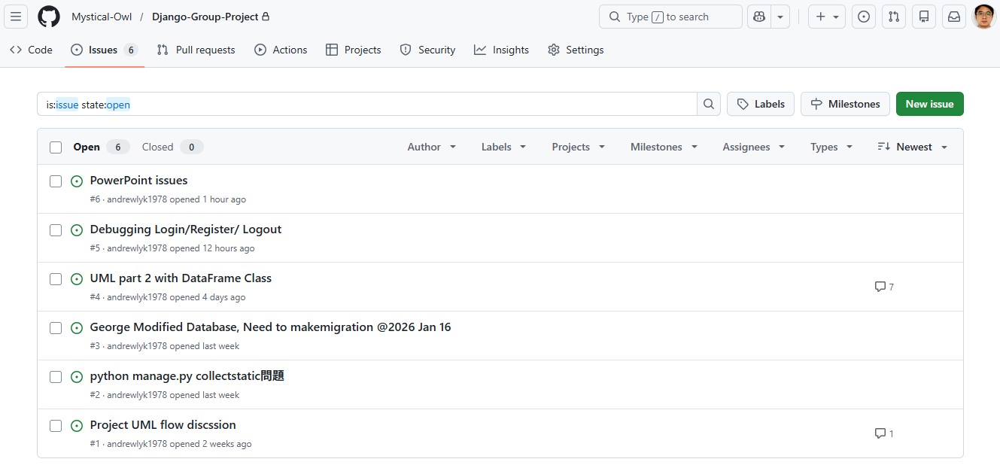 Mystical-Owl / Django-Group-Project
Type / to search
Code
Issues 6
Pull requests
Actions
Projects
Security
Insights
Settings
is:issue state:open
Labels
Milestones
New issue
Open 6
Closed 0
Author
Labels
Projects
Milestones
Assignees
Types
Newest
PowerPoint issues
#6 · andrewlyk1978 opened 1 hour ago
Debugging Login/Register/ Logout
#5 · andrewlyk1978 opened 12 hours ago
UML part 2 with DataFrame Class
#4 · andrewlyk1978 opened 4 days ago
7
George Modified Database, Need to makemigration @2026 Jan 16
#3 · andrewlyk1978 opened last week
python manage.py collectstatic問題
#2 · andrewlyk1978 opened last week
Project UML flow discssion
#1 · andrewlyk1978 opened 2 weeks ago
1